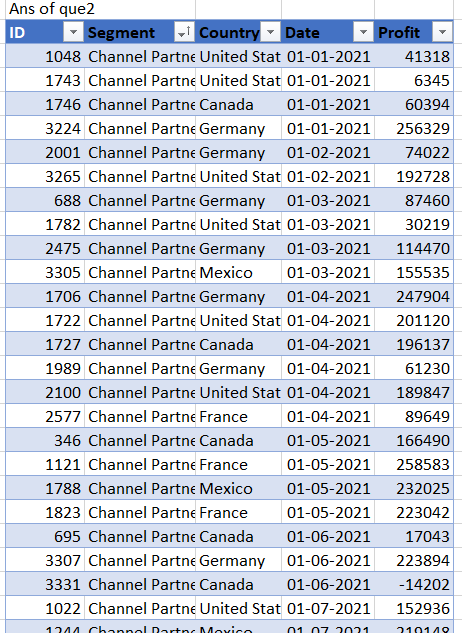 Ans of que2
ID Segment Country Date Profit
1048 Channel Partne United Stat 01-01-2021 41318
1743 Channel Partne United Stat 01-01-2021 6345
1746 Channel Partne Canada 01-01-2021 60394
3224 Channel Partne Germany 01-01-2021 256329
2001 Channel Partne Germany 01-02-2021 74022
3265 Channel Partne United Stat 01-02-2021 192728
688 Channel Partne Germany 01-03-2021 87460
1782 Channel Partne United Stat 01-03-2021 30219
2475 Channel Partne Germany 01-03-2021 114470
3305 Channel Partne Mexico 01-03-2021 155535
1706 Channel Partne Germany 01-04-2021 247904
1722 Channel Partne United Stat 01-04-2021 201120
1727 Channel Partne Canada 01-04-2021 196137
1989 Channel Partne Germany 01-04-2021 61230
2100 Channel Partne United Stat 01-04-2021 189847
2577 Channel Partne France 01-04-2021 89649
346 Channel Partne Canada 01-05-2021 166490
1121 Channel Partne France 01-05-2021 258583
1788 Channel Partne Mexico 01-05-2021 232025
1823 Channel Partne France 01-05-2021 223042
695 Channel Partne Canada 01-06-2021 17043
3307 Channel Partne Germany 01-06-2021 223894
3331 Channel Partne Canada 01-06-2021 -14202
1022 Channel Partne United Stat 01-07-2021 152936
1244 Channel Partne Mexico 01-07-2021 219148